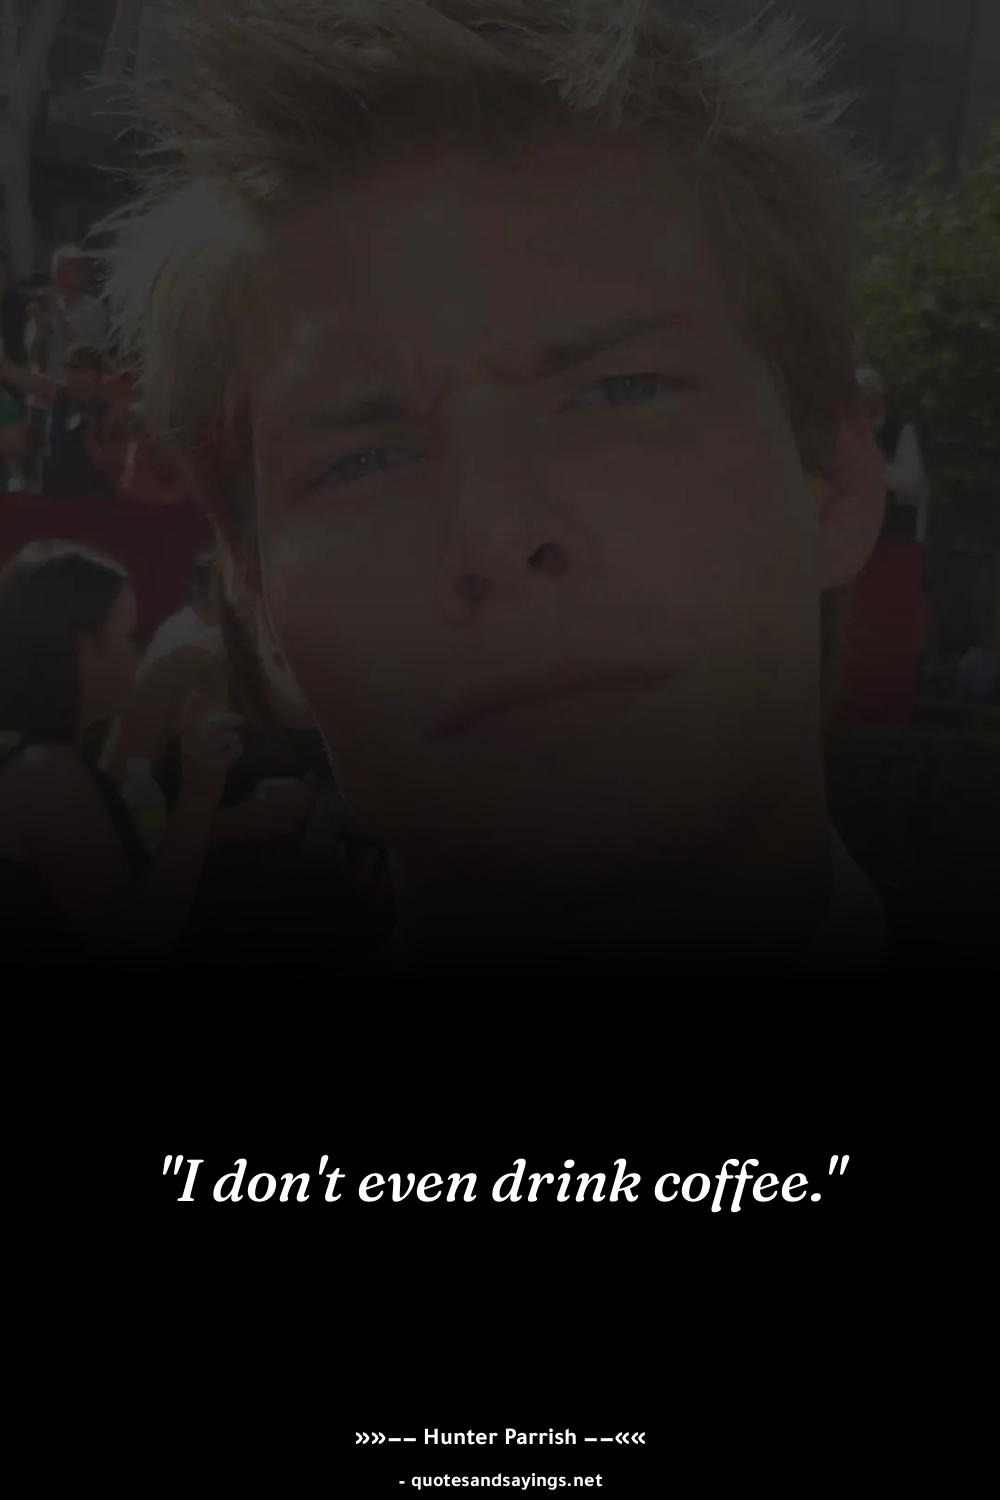 "I don't even drink coffee."
»»–– Hunter Parrish ––««
- quotesandsayings.net